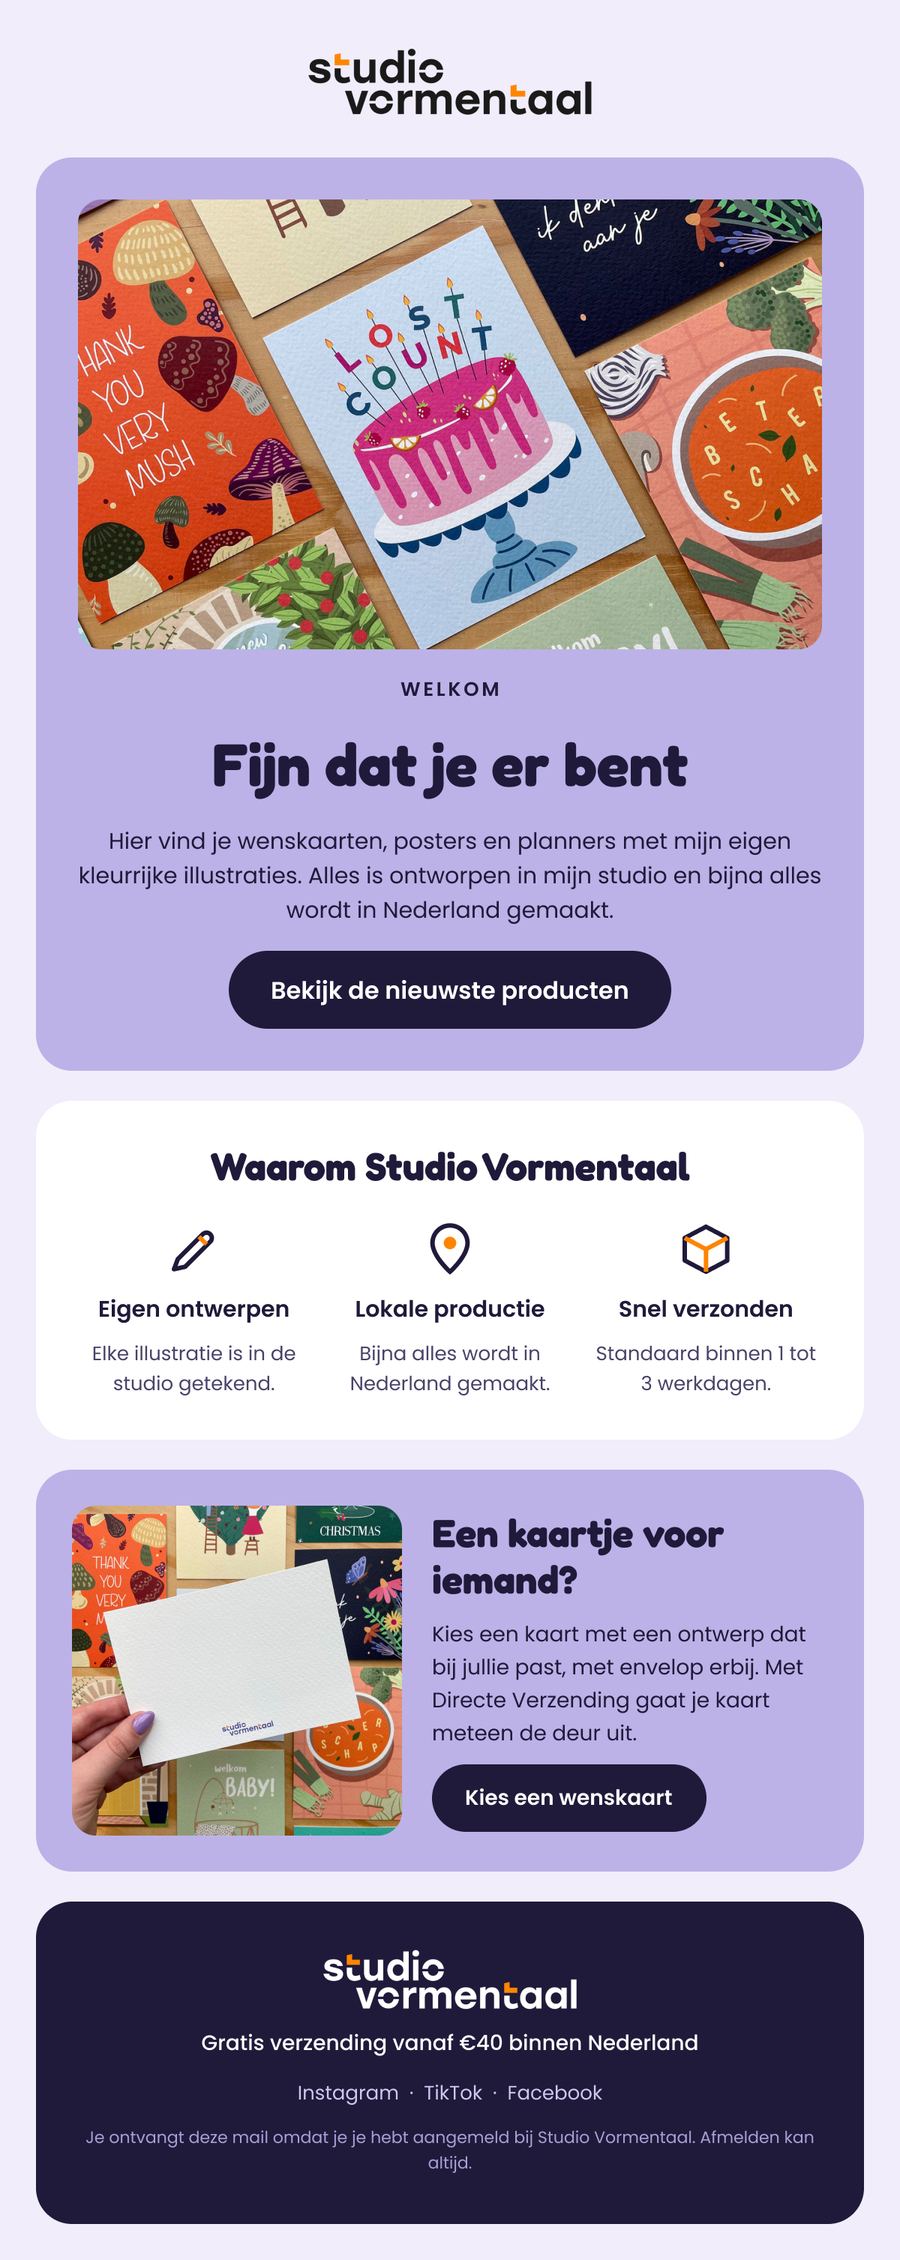 studio
vormentaal
ik denk
aan je
LOST
COUNT
THANK
YOU
VERY
MUSH
BETER
SCHA
new
BABY!
WELKOM
Fijn dat je er bent
Hier vind je wenskaarten, posters en planners met mijn eigen
kleurrijke illustraties. Alles is ontworpen in mijn studio en bijna alles
wordt in Nederland gemaakt.
Bekijk de nieuwste producten
Waarom Studio Vormentaal
Eigen ontwerpen
Elke illustratie is in de
studio getekend.
Lokale productie
Bijna alles wordt in
Nederland gemaakt.
Snel verzonden
Standaard binnen 1 tot
3 werkdagen.
CHRISTMAS
THANK
YOU
VERY
studio
vormentaal
SCHAP
welkom
BABY!
Een kaartje voor
iemand?
Kies een kaart met een ontwerp dat
bij jullie past, met envelop erbij. Met
Directe Verzending gaat je kaart
meteen de deur uit.
Kies een wenskaart
studio
vormentaal
Gratis verzending vanaf €40 binnen Nederland
Instagram · TikTok · Facebook
Je ontvangt deze mail omdat je je hebt aangemeld bij Studio Vormentaal. Afmelden kan
altijd.